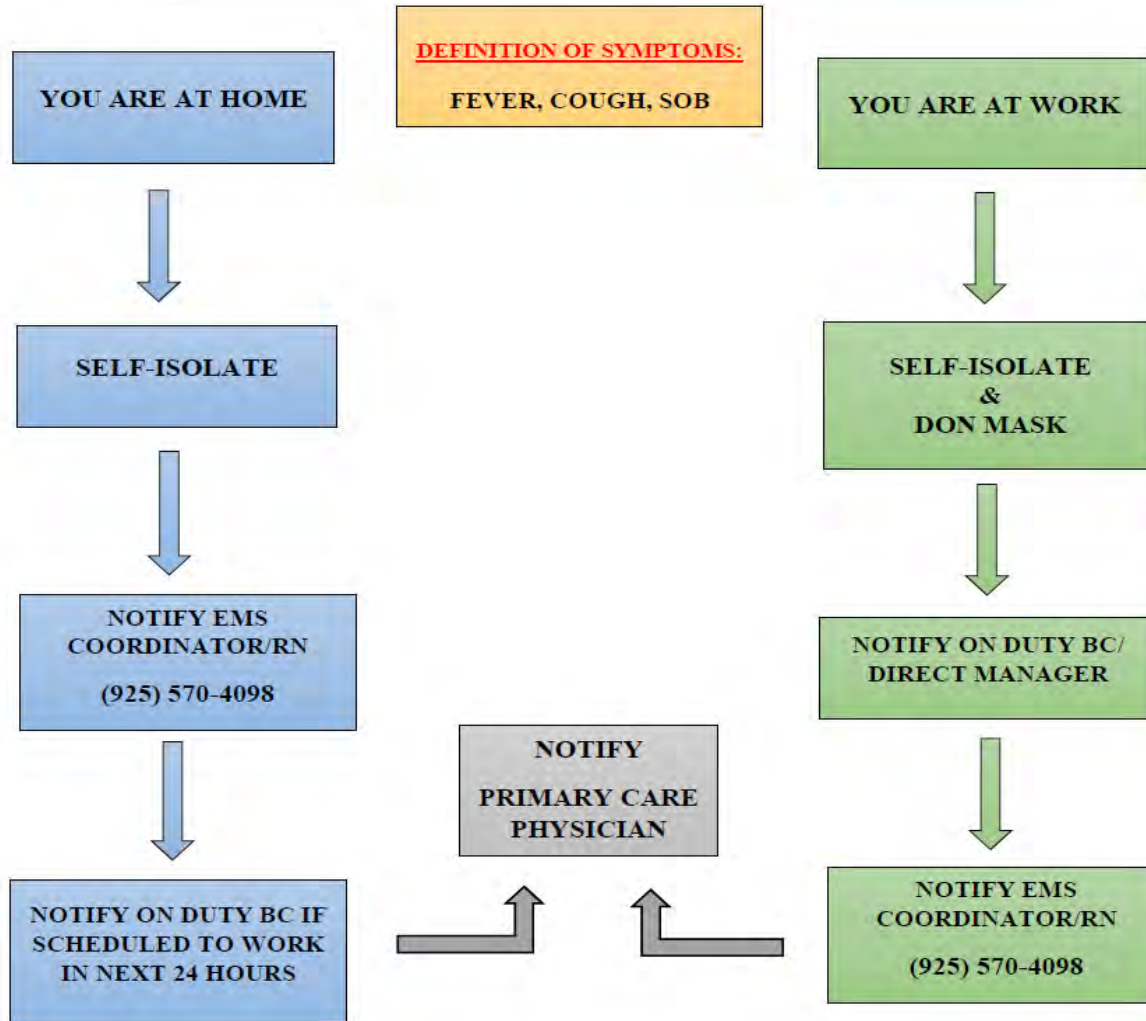 DEFINITION OF SYMPTOMS:
FEVER, COUGH, SOB
YOU ARE AT HOME
SELF-ISOLATE
NOTIFY EMS
COORDINATOR/RN
(925) 570-4098
NOTIFY ON DUTY BC IF
SCHEDULED TO WORK
IN NEXT 24 HOURS
YOU ARE AT WORK
SELF-ISOLATE
&
DON MASK
NOTIFY ON DUTY BC/
DIRECT MANAGER
NOTIFY EMS
COORDINATOR/RN
(925) 570-4098
NOTIFY
PRIMARY CARE
PHYSICIAN